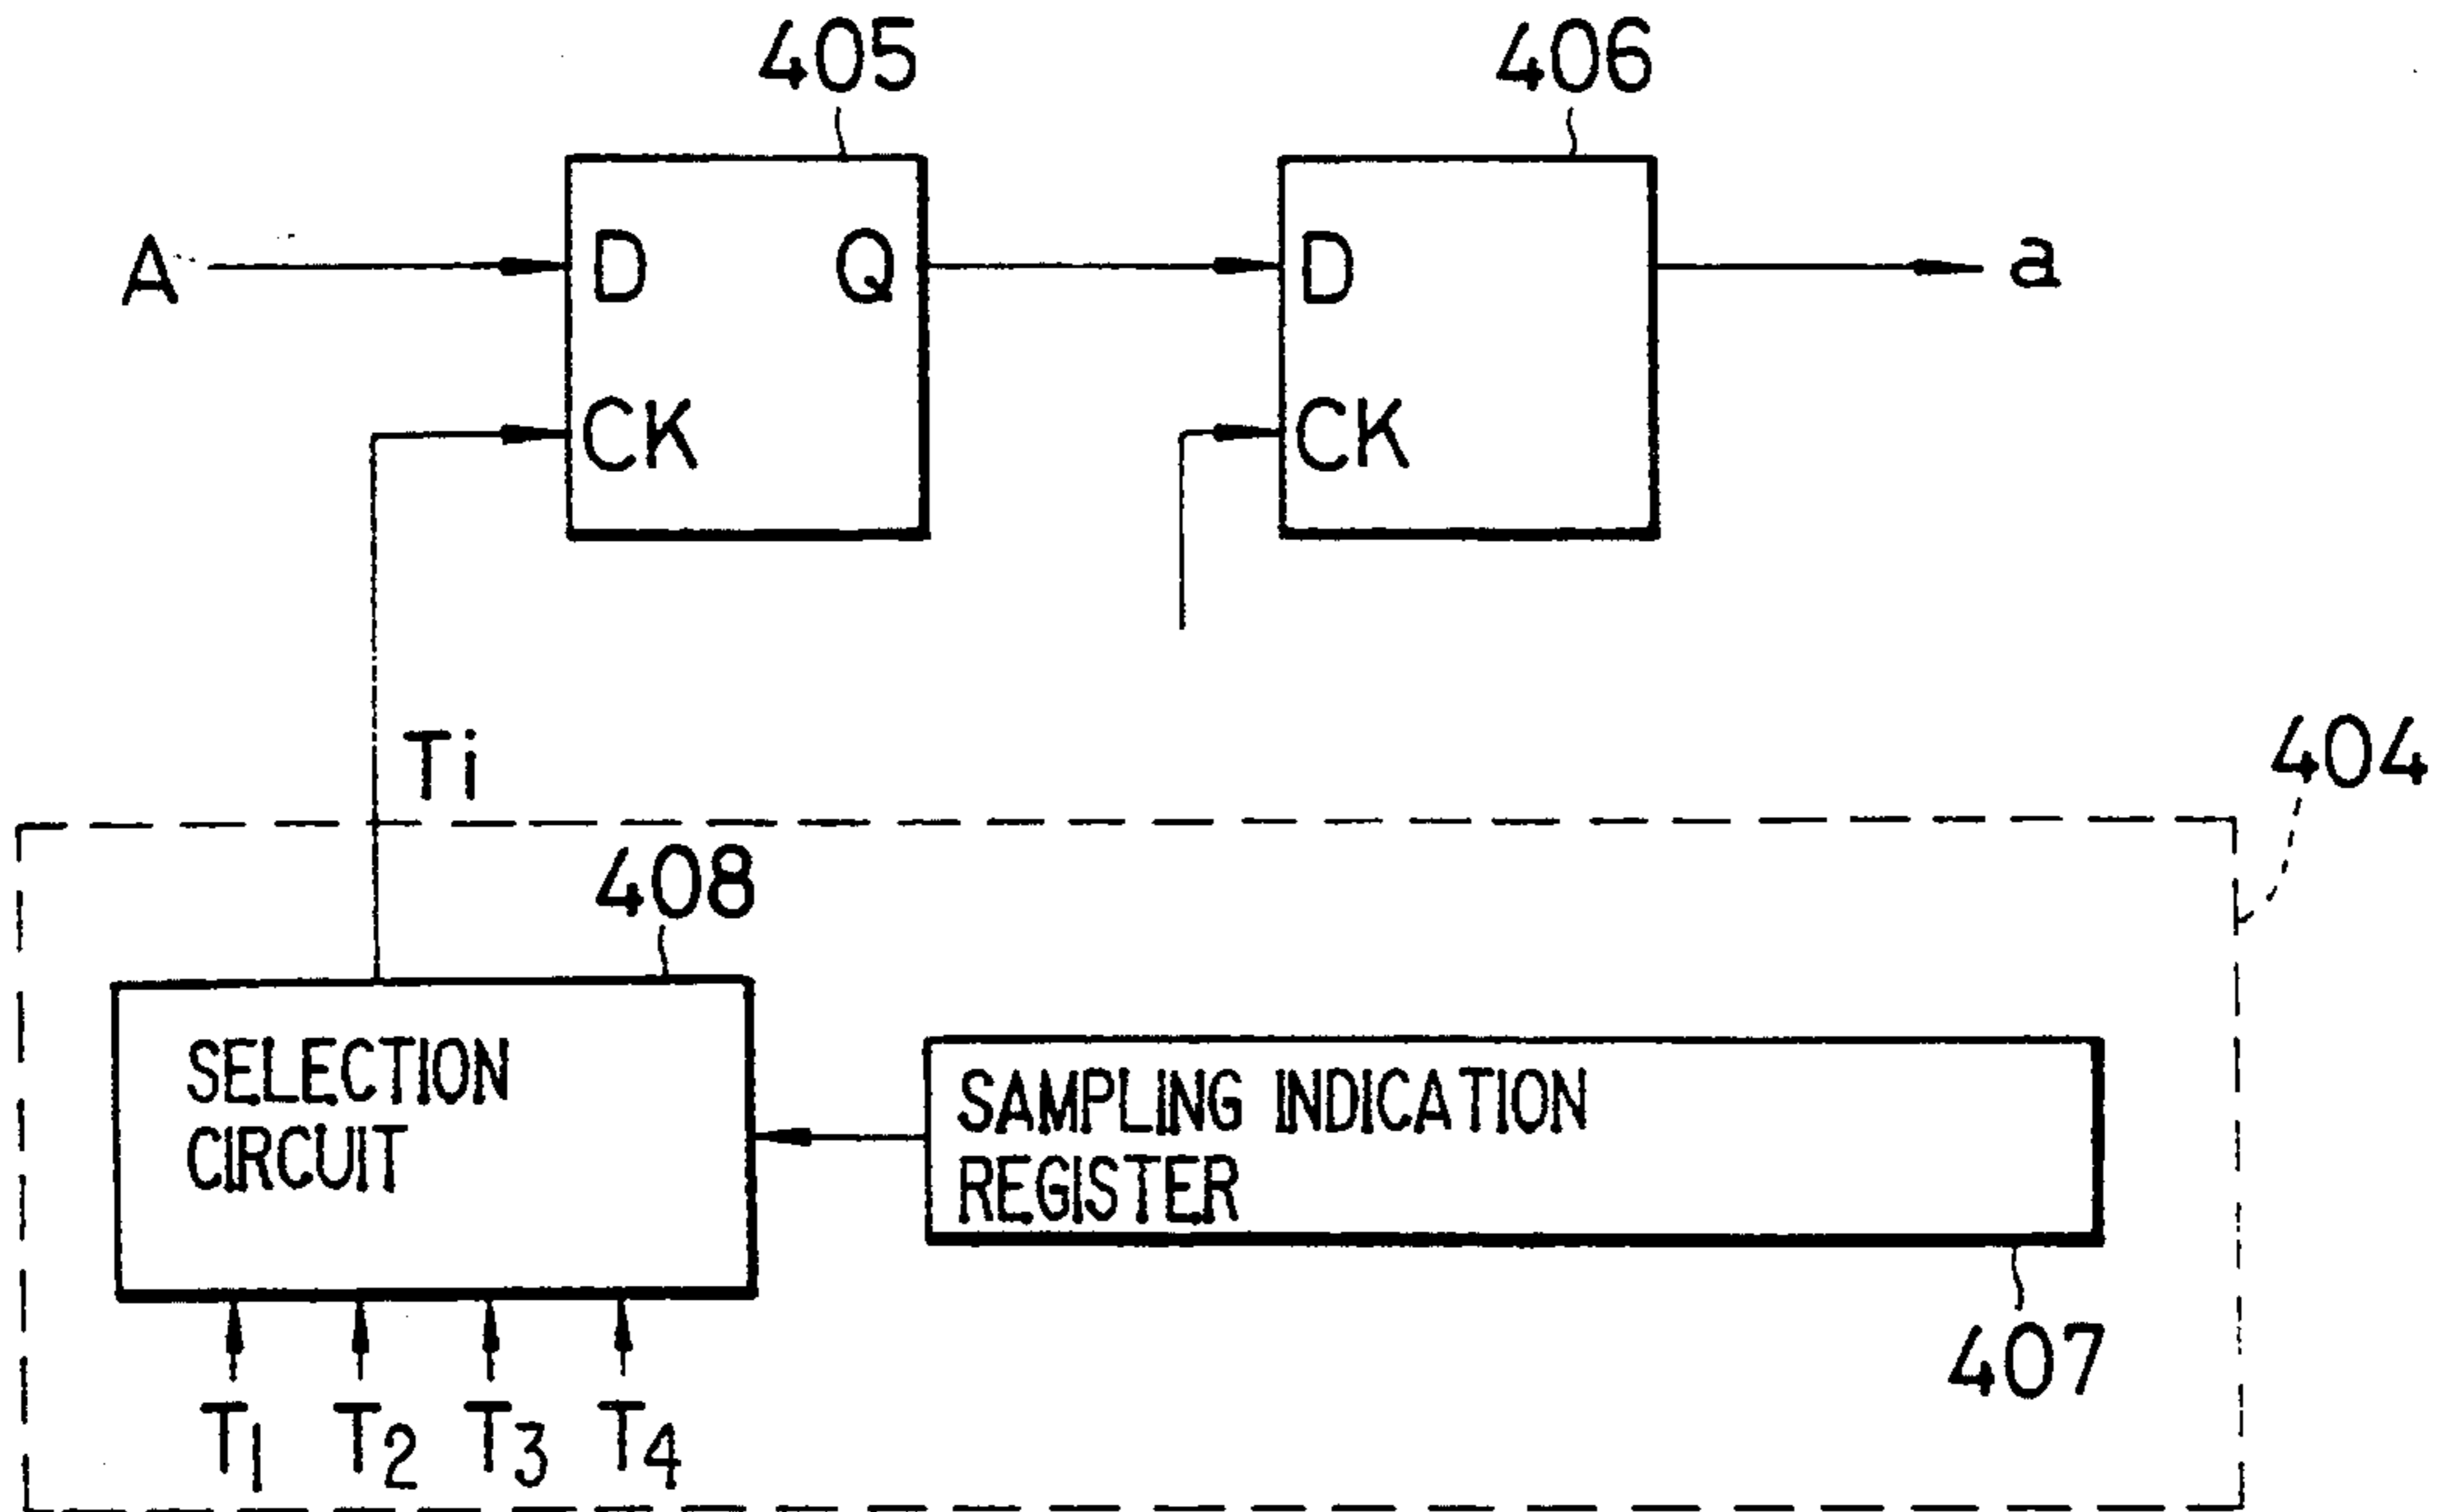 405
406
A D Q D a
CK CK
Ti
404
408
SELECTION
CIRCUIT
SAMPLING INDICATION
REGISTER
407
T1 T2 T3 T4